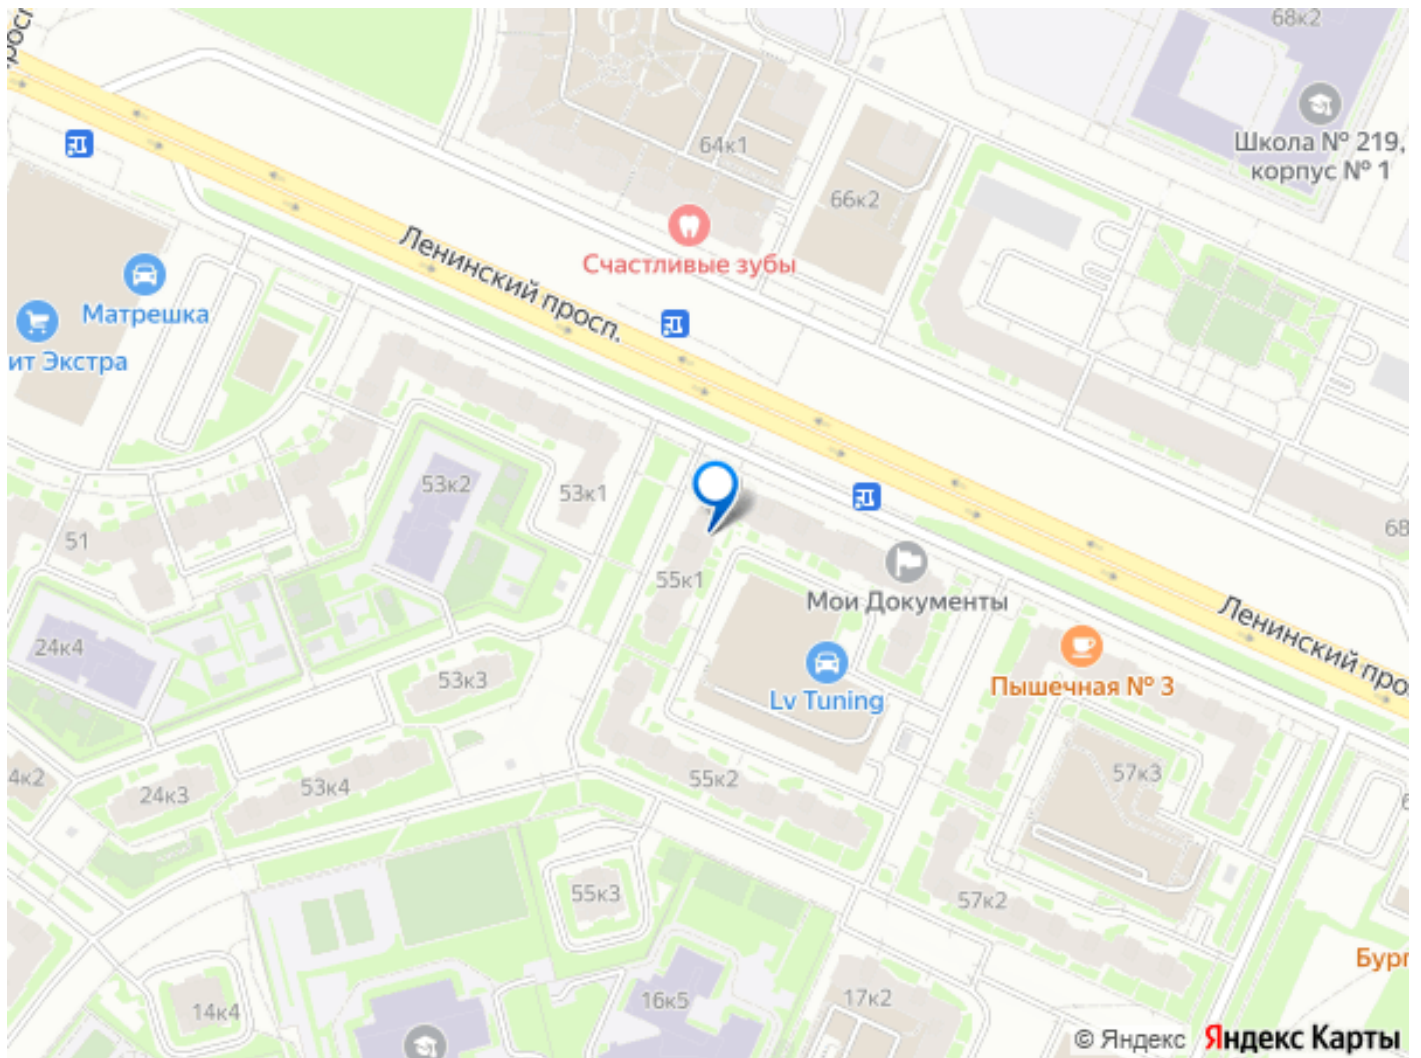 68к2
Школа № 219,
корпус № 1
64к1
66к2
Счастливые зубы
Ленинский просп.
Матрешка
ит Экстра
53к2
53к1
51
55к1
Мои Документы
68
24к4
53к3
Lv Tuning
Пышечная № 3
Ленинский про
4к2
24к3
53к4
55к2
57к3
55к3
57к2
Бург
14к4
16к5
17к2
© Яндекс Яндекс Карты